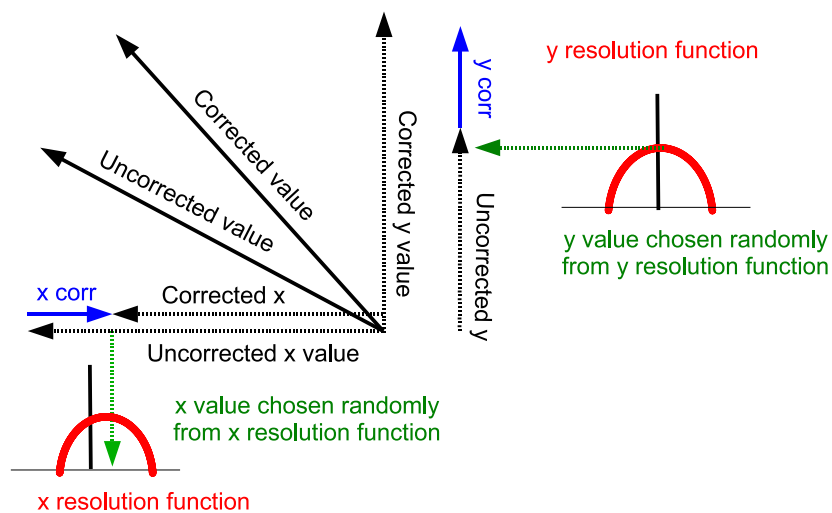 y resolution function
y corr
Corrected value
Corrected y value
Uncorrected value
Uncorrected y
y value chosen randomly
from y resolution function
x corr
Corrected x
Uncorrected x value
x value chosen randomly
from x resolution function
x resolution function